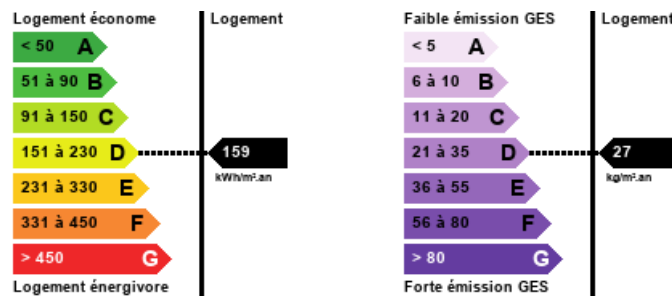 Logement économe
Logement
< 50 A
51 à 90 B
91 à 150 C
151 à 230 D
159
kWh/m².an
231 à 330 E
331 à 450 F
> 450 G
Logement énergivore
Faible émission GES
Logement
< 5 A
6 à 10 B
11 à 20 C
21 à 35 D
27
kg/m².an
36 à 55 E
56 à 80 F
> 80 G
Forte émission GES